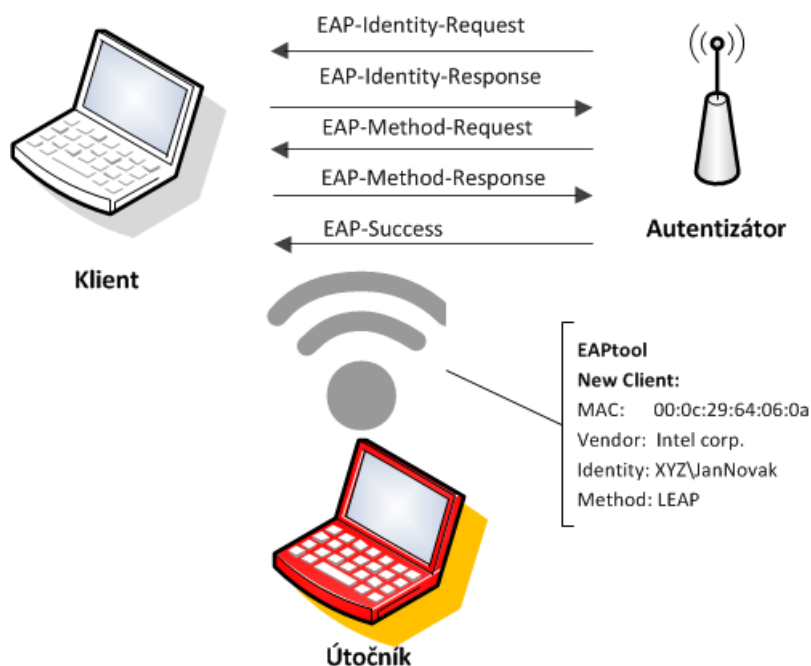 EAP-Identity-Request
EAP-Identity-Response
EAP-Method-Request
EAP-Method-Response
EAP-Success
Klient
Autentizátor
EAPtool
New Client:
MAC: 00:0c:29:64:06:0a
Vendor: Intel corp.
Identity: XYZ\JanNovak
Method: LEAP
Útočník